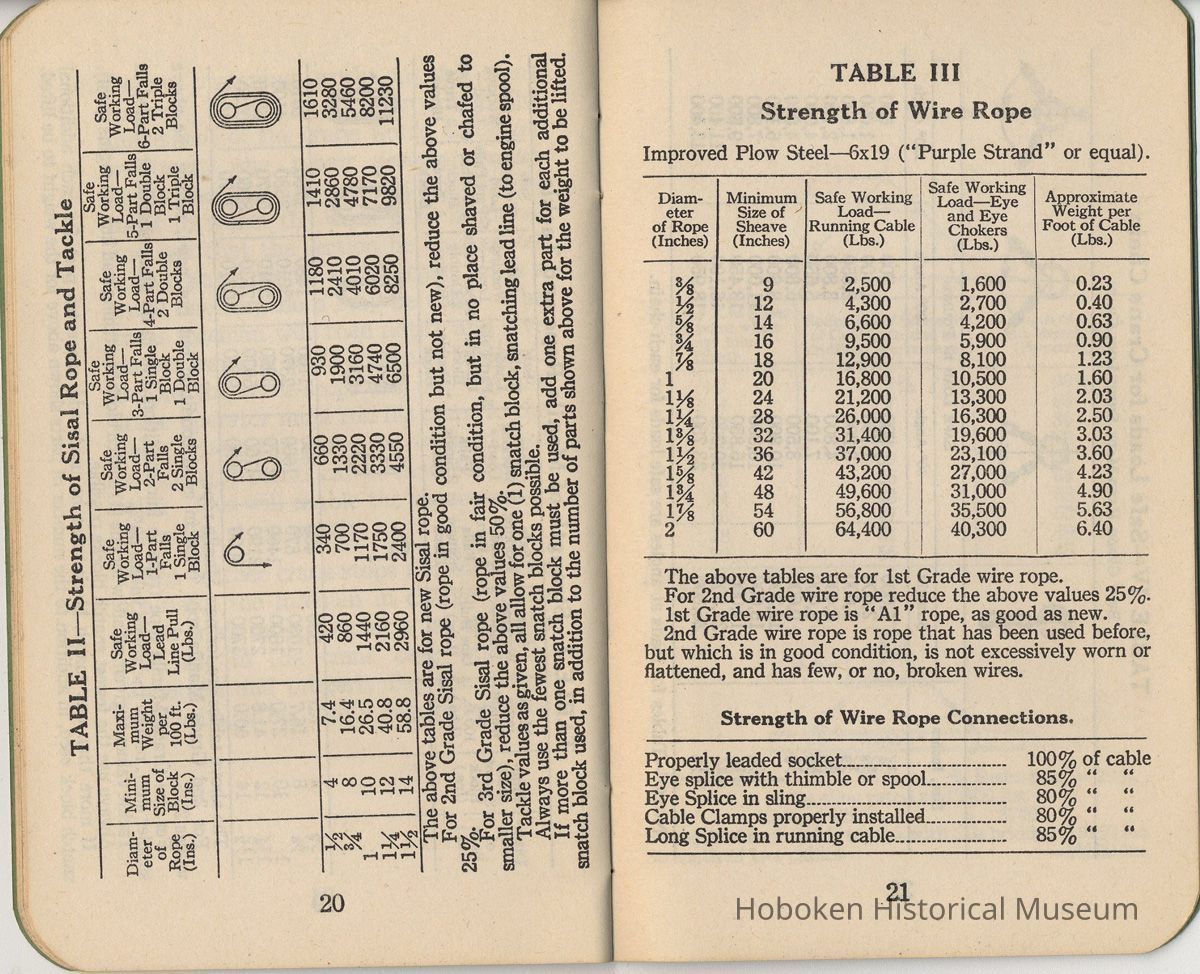 TABLE II—Strength of Sisal Rope and Tackle
Diam-
eter
of
Rope
(Ins.)
Mini-
mum
Size of
Block
(Ins.)
Maxi-
mum
Weight
per
100 ft.
(Lbs.)
Safe
Working
Load—
Lead
Line Pull
(Lbs.)
Safe
Working
Load—
1-Part
Falls
1 Single
Block
Safe
Working
Load—
2-Part
Falls
2 Single
Blocks
Safe
Working
Load—
3-Part Falls
1 Single
Block
1 Double
Block
Safe
Working
Load—
4-Part Falls
2 Double
Blocks
Safe
Working
Load—
5-Part Falls
1 Double
Block
1 Triple
Block
Safe
Working
Load—
6-Part Falls
2 Triple
Blocks
½ 4 7.4 420 340 660 930 1180 1410 1610
¾ 8 16.4 860 700 1330 1900 2410 2860 3280
1 10 26.5 1440 1170 2220 3160 4010 4780 5460
1¼ 12 40.8 2160 1750 3330 4740 6020 7170 8200
1½ 14 58.8 2960 2400 4550 6500 8250 9820 11230
The above tables are for new Sisal rope.
For 2nd Grade Sisal rope (rope in good condition but not new), reduce the above values
25%.
For 3rd Grade Sisal rope (rope in fair condition, but in no place shaved or chafed to
smaller size), reduce the above values 50%.
Tackle values as given, all allow for one (1) snatch block, snatching lead line (to engine spool).
Always use the fewest snatch blocks possible.
If more than one snatch block must be used, add one extra part for each additional
snatch block used, in addition to the number of parts shown above for the weight to be lifted.
20
TABLE III
Strength of Wire Rope
Improved Plow Steel—6x19 (“Purple Strand” or equal).
Diam-
eter
of Rope
(Inches)
Minimum
Size of
Sheave
(Inches)
Safe Working
Load—
Running Cable
(Lbs.)
Safe Working
Load—Eye
and Eye
Chokers
(Lbs.)
Approximate
Weight per
Foot of Cable
(Lbs.)
⅜ 9 2,500 1,600 0.23
½ 12 4,300 2,700 0.40
⅝ 14 6,600 4,200 0.63
¾ 16 9,500 5,900 0.90
⅞ 18 12,900 8,100 1.23
1 20 16,800 10,500 1.60
1⅛ 24 21,200 13,300 2.03
1¼ 28 26,000 16,300 2.50
1⅜ 32 31,400 19,600 3.03
1½ 36 37,000 23,100 3.60
1⅝ 42 43,200 27,000 4.23
1¾ 48 49,600 31,000 4.90
1⅞ 54 56,800 35,500 5.63
2 60 64,400 40,300 6.40
The above tables are for 1st Grade wire rope.
For 2nd Grade wire rope reduce the above values 25%.
1st Grade wire rope is “A1” rope, as good as new.
2nd Grade wire rope is rope that has been used before,
but which is in good condition, is not excessively worn or
flattened, and has few, or no, broken wires.
Strength of Wire Rope Connections.
Properly leaded socket 100% of cable
Eye splice with thimble or spool 85% “ “
Eye Splice in sling 80% “ “
Cable Clamps properly installed 80% “ “
Long Splice in running cable 85% “ “
21
Hoboken Historical Museum